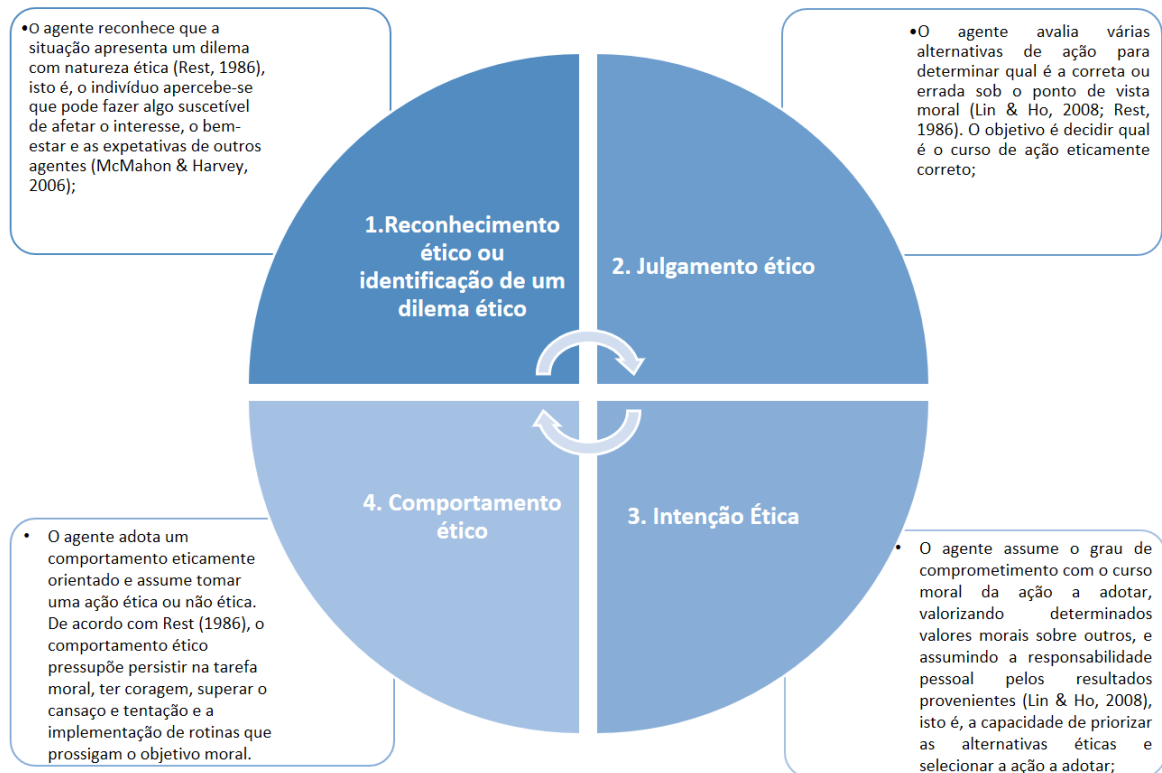 •O agente reconhece que a
situação apresenta um dilema
com natureza ética (Rest, 1986),
isto é, o indivíduo apercebe-se
que pode fazer algo suscetível
de afetar o interesse, o bem-
estar e as expetativas de outros
agentes (McMahon & Harvey,
2006);
•O agente avalia várias
alternativas de ação para
determinar qual é a correta ou
errada sob o ponto de vista
moral (Lin & Ho, 2008; Rest,
1986). O objetivo é decidir qual
é o curso de ação eticamente
correto;
1.Reconhecimento
ético ou
identificação de um
dilema ético
2. Julgamento ético
4. Comportamento
ético
3. Intenção Ética
• O agente adota um
comportamento eticamente
orientado e assume tomar
uma ação ética ou não ética.
De acordo com Rest (1986), o
comportamento ético
pressupõe persistir na tarefa
moral, ter coragem, superar o
cansaço e tentação e a
implementação de rotinas que
prossigam o objetivo moral.
• O agente assume o grau de
comprometimento com o curso
moral da ação a adotar,
valorizando determinados
valores morais sobre outros, e
assumindo a responsabilidade
pessoal pelos resultados
provenientes (Lin & Ho, 2008),
isto é, a capacidade de priorizar
as alternativas éticas e
selecionar a ação a adotar;